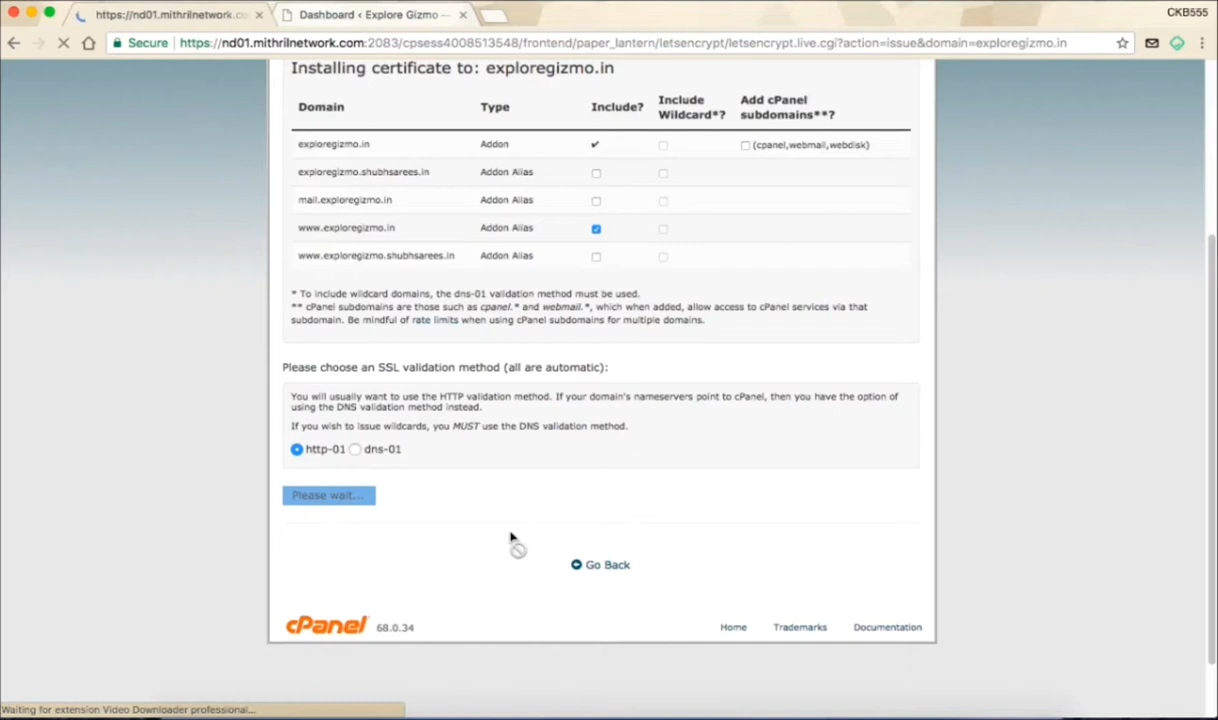 https://nd01.mithrilnetwork.co
Dashboard ‹ Explore Gizmo —
CKB555
Secure
https://nd01.mithrilnetwork.com:2083/cpsess4008513548/frontend/paper_lantern/letsencrypt/letsencrypt.live.cgi?action=issue&domain=exploregizmo.in
Installing certificate to: exploregizmo.in
Domain Type Include? Include Wildcard*? Add cPanel subdomains**?
exploregizmo.in Addon (cpanel,webmail,webdisk)
exploregizmo.shubhsarees.in Addon Alias
mail.exploregizmo.in Addon Alias
www.exploregizmo.in Addon Alias
www.exploregizmo.shubhsarees.in Addon Alias
* To include wildcard domains, the dns-01 validation method must be used.
** cPanel subdomains are those such as cpanel.* and webmail.*, which when added, allow access to cPanel services via that
subdomain. Be mindful of rate limits when using cPanel subdomains for multiple domains.
Please choose an SSL validation method (all are automatic):
You will usually want to use the HTTP validation method. If your domain's nameservers point to cPanel, then you have the option of
using the DNS validation method instead.
If you wish to issue wildcards, you MUST use the DNS validation method.
http-01 dns-01
Please wait...
Go Back
cPanel 68.0.34 Home Trademarks Documentation
Waiting for extension Video Downloader professional...